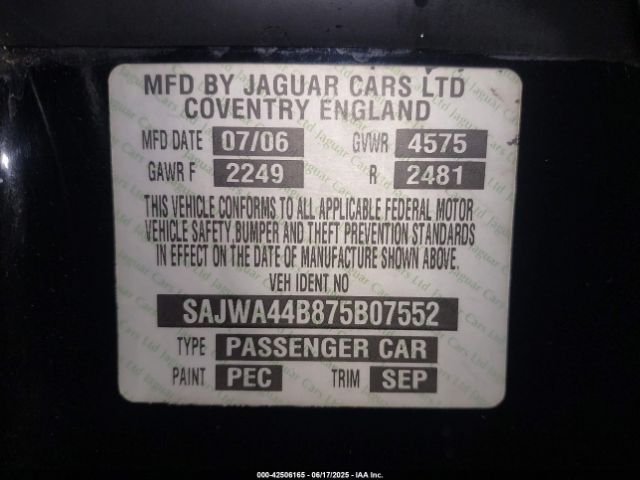 MFD BY JAGUAR CARS LTD
COVENTRY ENGLAND
MFD DATE 07/06 GVWR 4575
GAWR F 2249 R 2481
THIS VEHICLE CONFORMS TO ALL APPLICABLE FEDERAL MOTOR
VEHICLE SAFETY BUMPER AND THEFT PREVENTION STANDARDS
IN EFFECT ON THE DATE OF MANUFACTURE SHOWN ABOVE.
VEH IDENT NO
SAJWA44B875B07552
TYPE PASSENGER CAR
PAINT PEC TRIM SEP
000-42506165 - 06/17/2025 - IAA Inc.